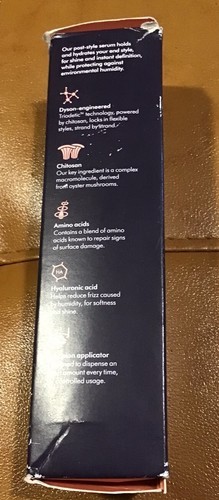 Our post-style serum holds
and hydrates your end style,
for shine and instant definition,
while protecting against
environmental humidity.
Dyson-engineered
Triodetic™ technology, powered
by chitosan, locks in flexible
styles, strand by strand.
Chitosan
Our key ingredient is a complex
macromolecule, derived
from oyster mushrooms.
Amino acids
Contains a blend of amino
acids known to repair signs
of surface damage.
HA
Hyaluronic acid
Helps reduce frizz caused
by humidity, for softness
shine.
applicator
to dispense an
amount every time,
usage.